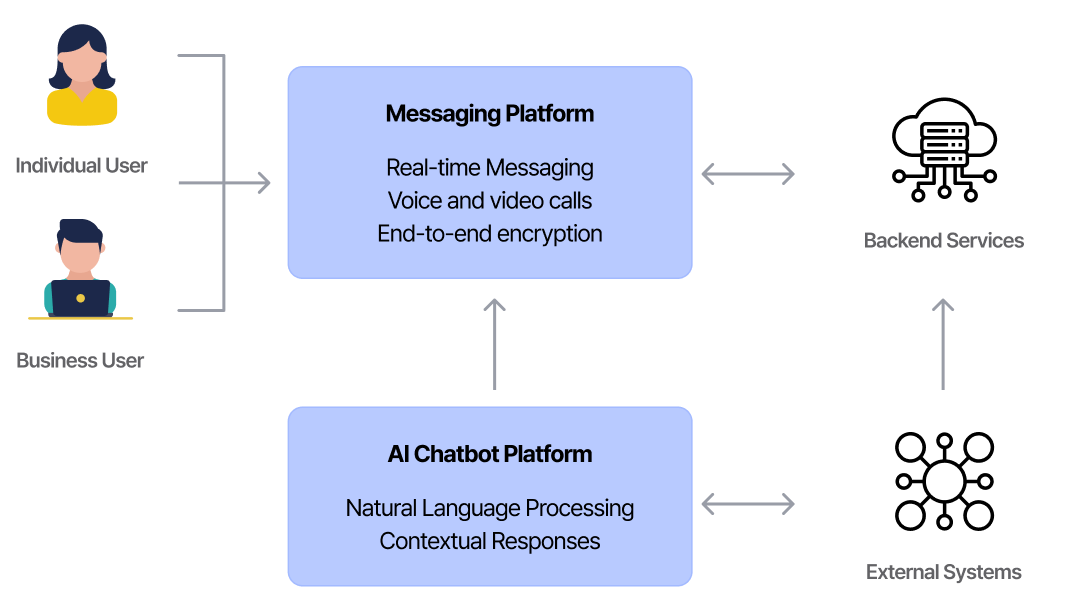 Individual User
Business User
Messaging Platform
Real-time Messaging
Voice and video calls
End-to-end encryption
Backend Services
AI Chatbot Platform
Natural Language Processing
Contextual Responses
External Systems